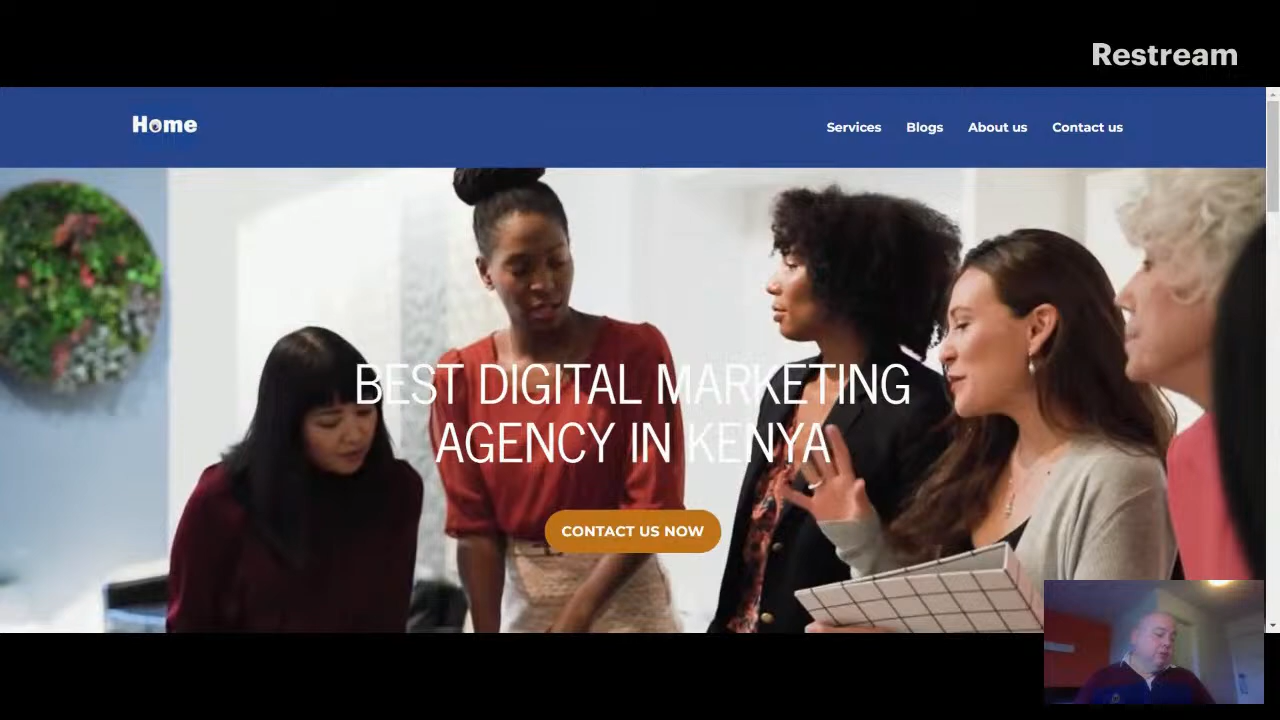 Restream
Home
Services Blogs About us Contact us
BEST DIGITAL MARKETING
AGENCY IN KENYA
CONTACT US NOW